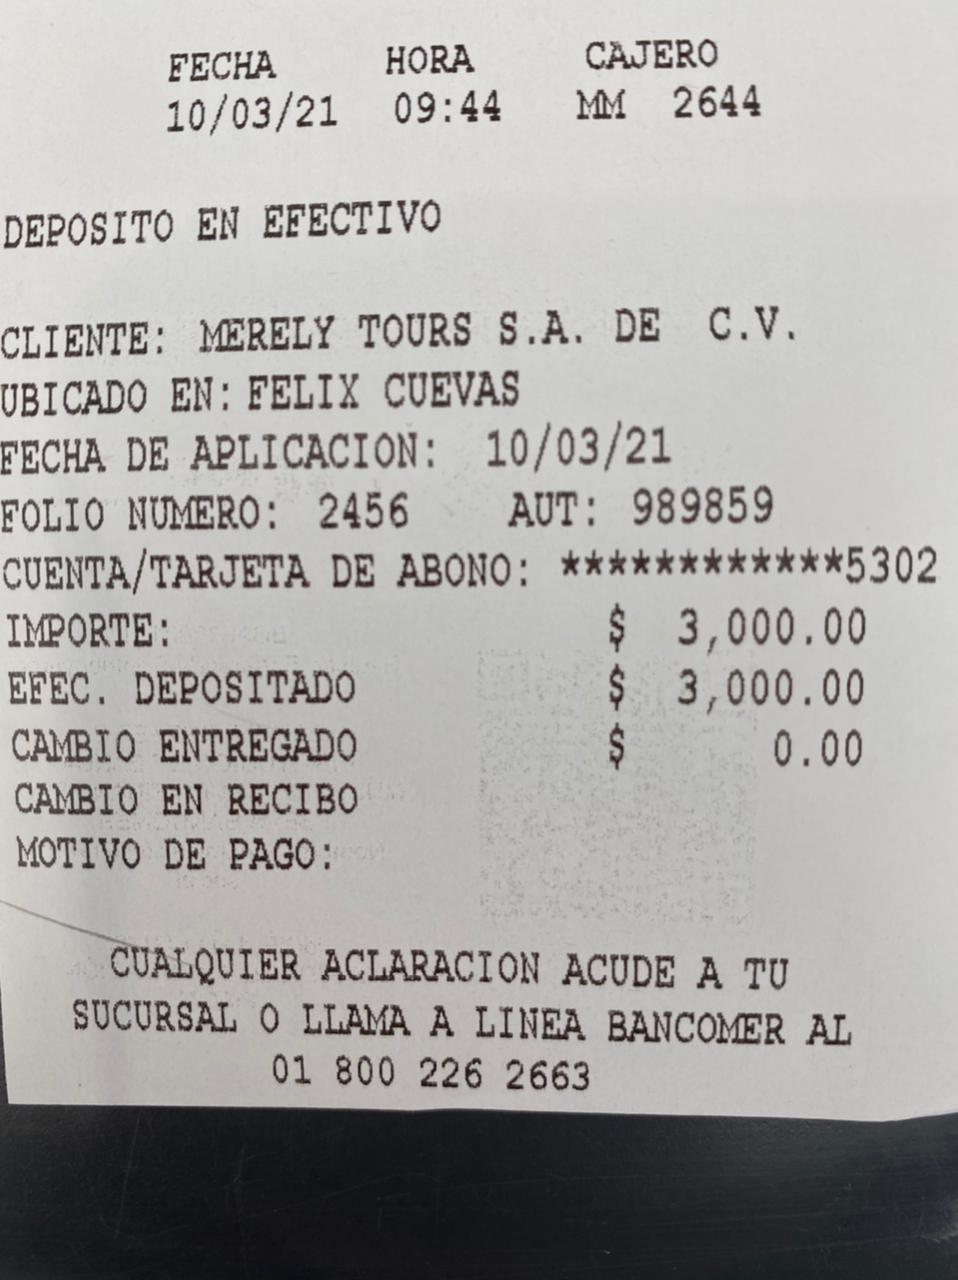 FECHA HORA CAJERO
10/03/21 09:44 MM 2644
DEPOSITO EN EFECTIVO
CLIENTE: MERELY TOURS S.A. DE C.V.
UBICADO EN: FELIX CUEVAS
FECHA DE APLICACION: 10/03/21
FOLIO NUMERO: 2456 AUT: 989859
CUENTA/TARJETA DE ABONO: ************5302
IMPORTE: $ 3,000.00
EFEC. DEPOSITADO $ 3,000.00
CAMBIO ENTREGADO $ 0.00
CAMBIO EN RECIBO
MOTIVO DE PAGO:
CUALQUIER ACLARACION ACUDE A TU
SUCURSAL O LLAMA A LINEA BANCOMER AL
01 800 226 2663